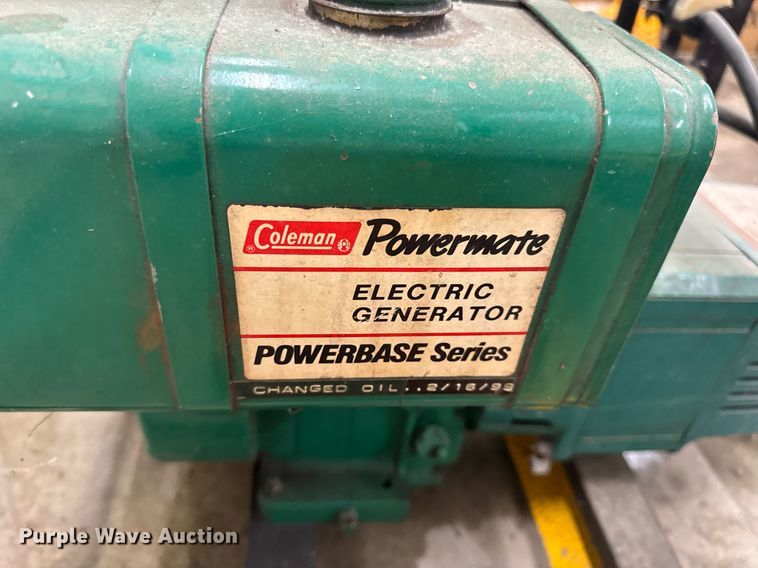 Coleman Powermate
ELECTRIC
GENERATOR
POWERBASE Series
CHANGED OIL..2/16/99
Purple Wave Auction